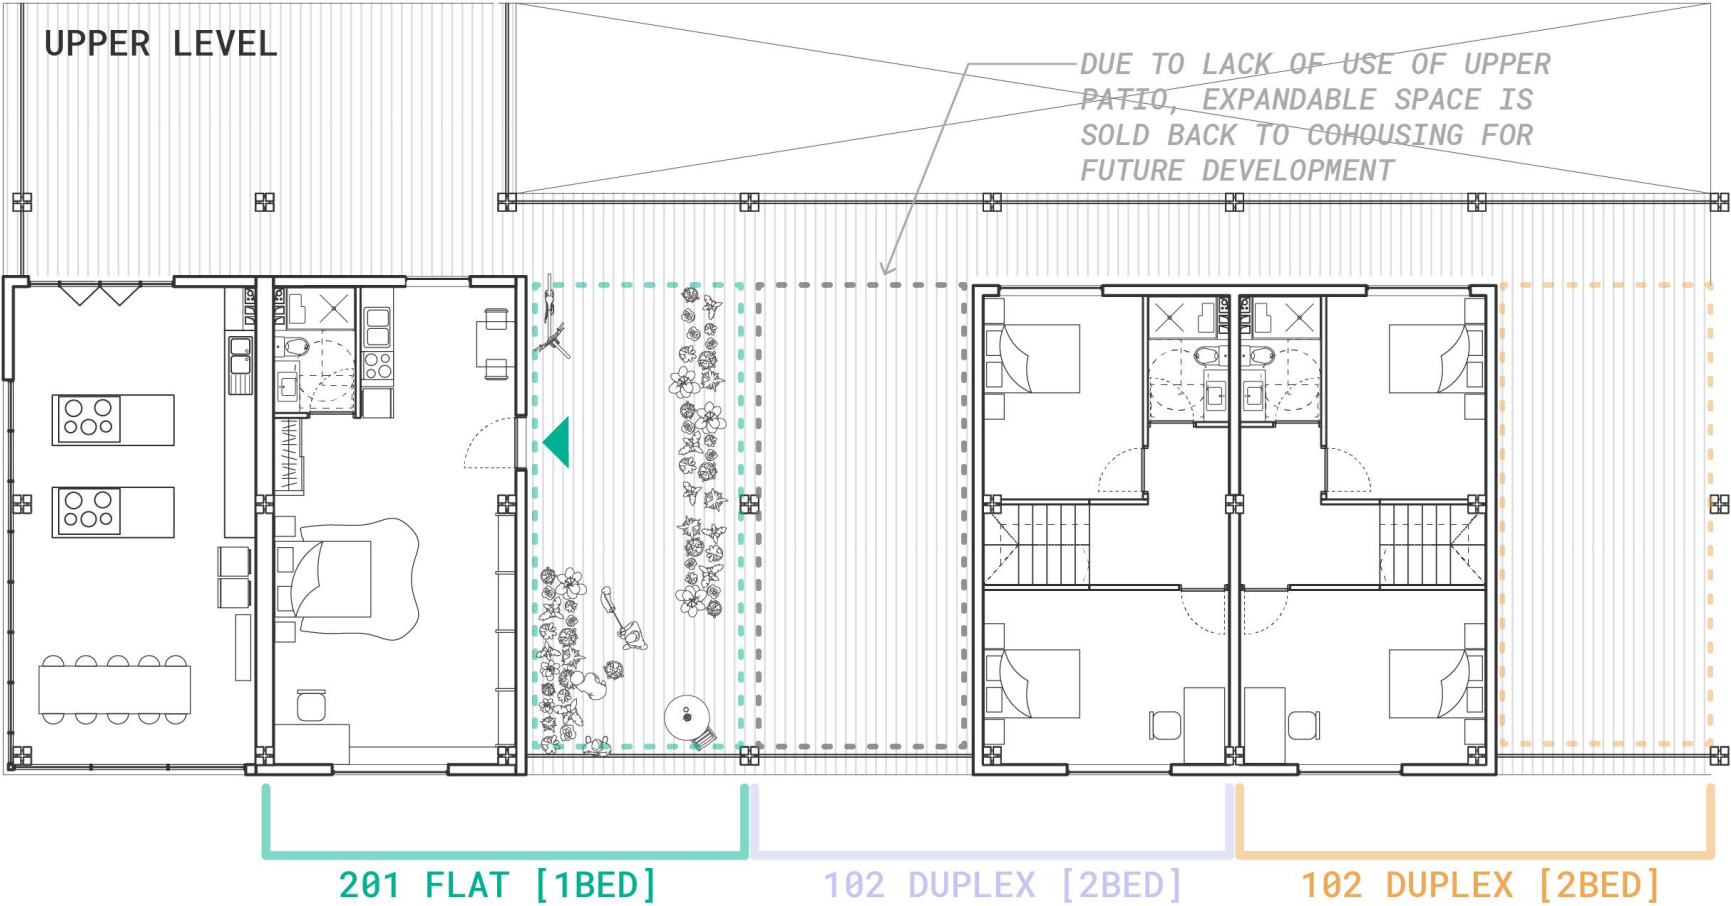 UPPER LEVEL
DUE TO LACK OF USE OF UPPER
PATIO, EXPANDABLE SPACE IS
SOLD BACK TO COHOUSING FOR
FUTURE DEVELOPMENT
201 FLAT [1BED]
102 DUPLEX [2BED]
102 DUPLEX [2BED]